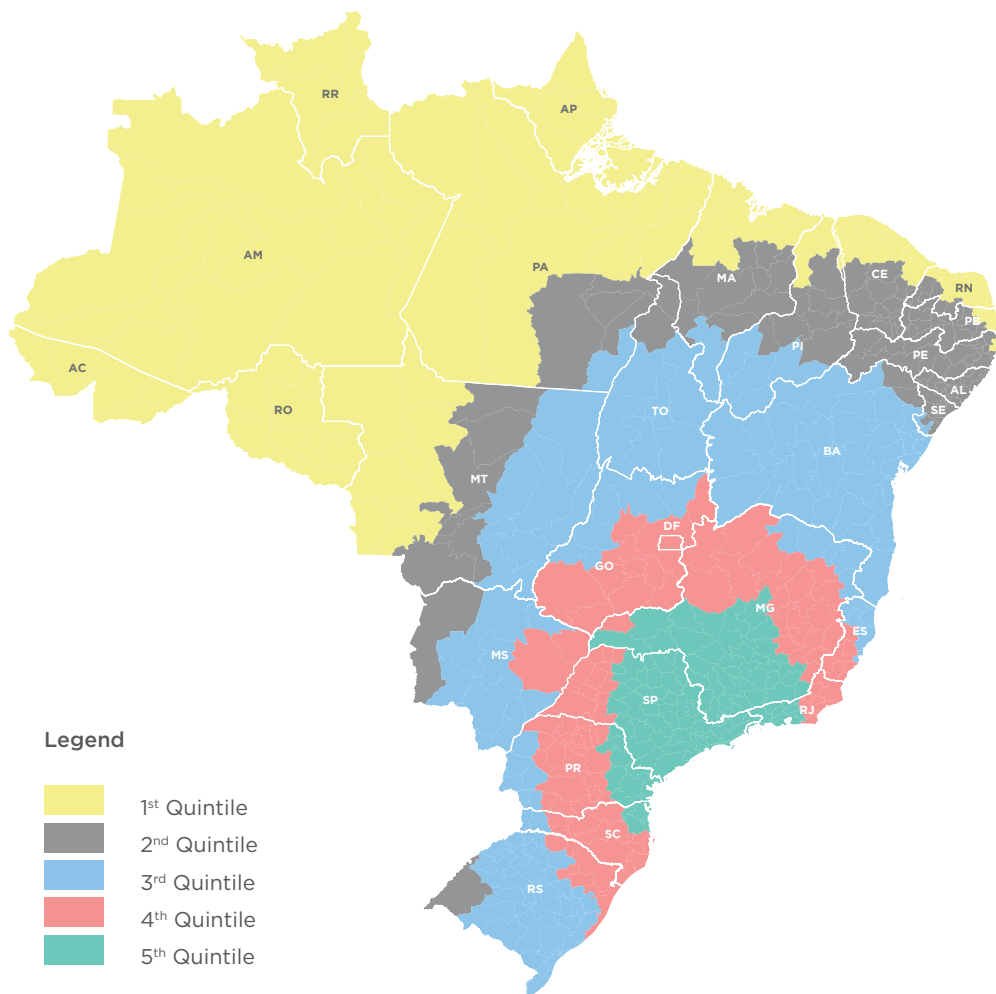 RR
AP
AM
PA
MA
CE
RN
PB
PI
PE
AC
AL
RO
TO
SE
BA
MT
DF
GO
MG
ES
MS
SP
RJ
PR
SC
RS
Legend
1st Quintile
2nd Quintile
3rd Quintile
4th Quintile
5th Quintile